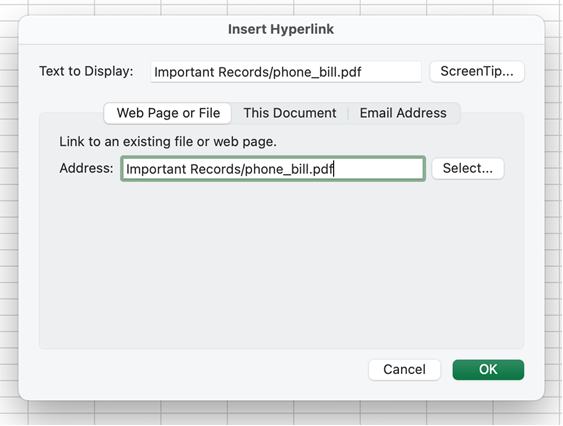 Insert Hyperlink
Text to Display: Important Records/phone_bill.pdf ScreenTip...
Web Page or File This Document Email Address
Link to an existing file or web page.
Address: Important Records/phone_bill.pdf Select...
Cancel OK